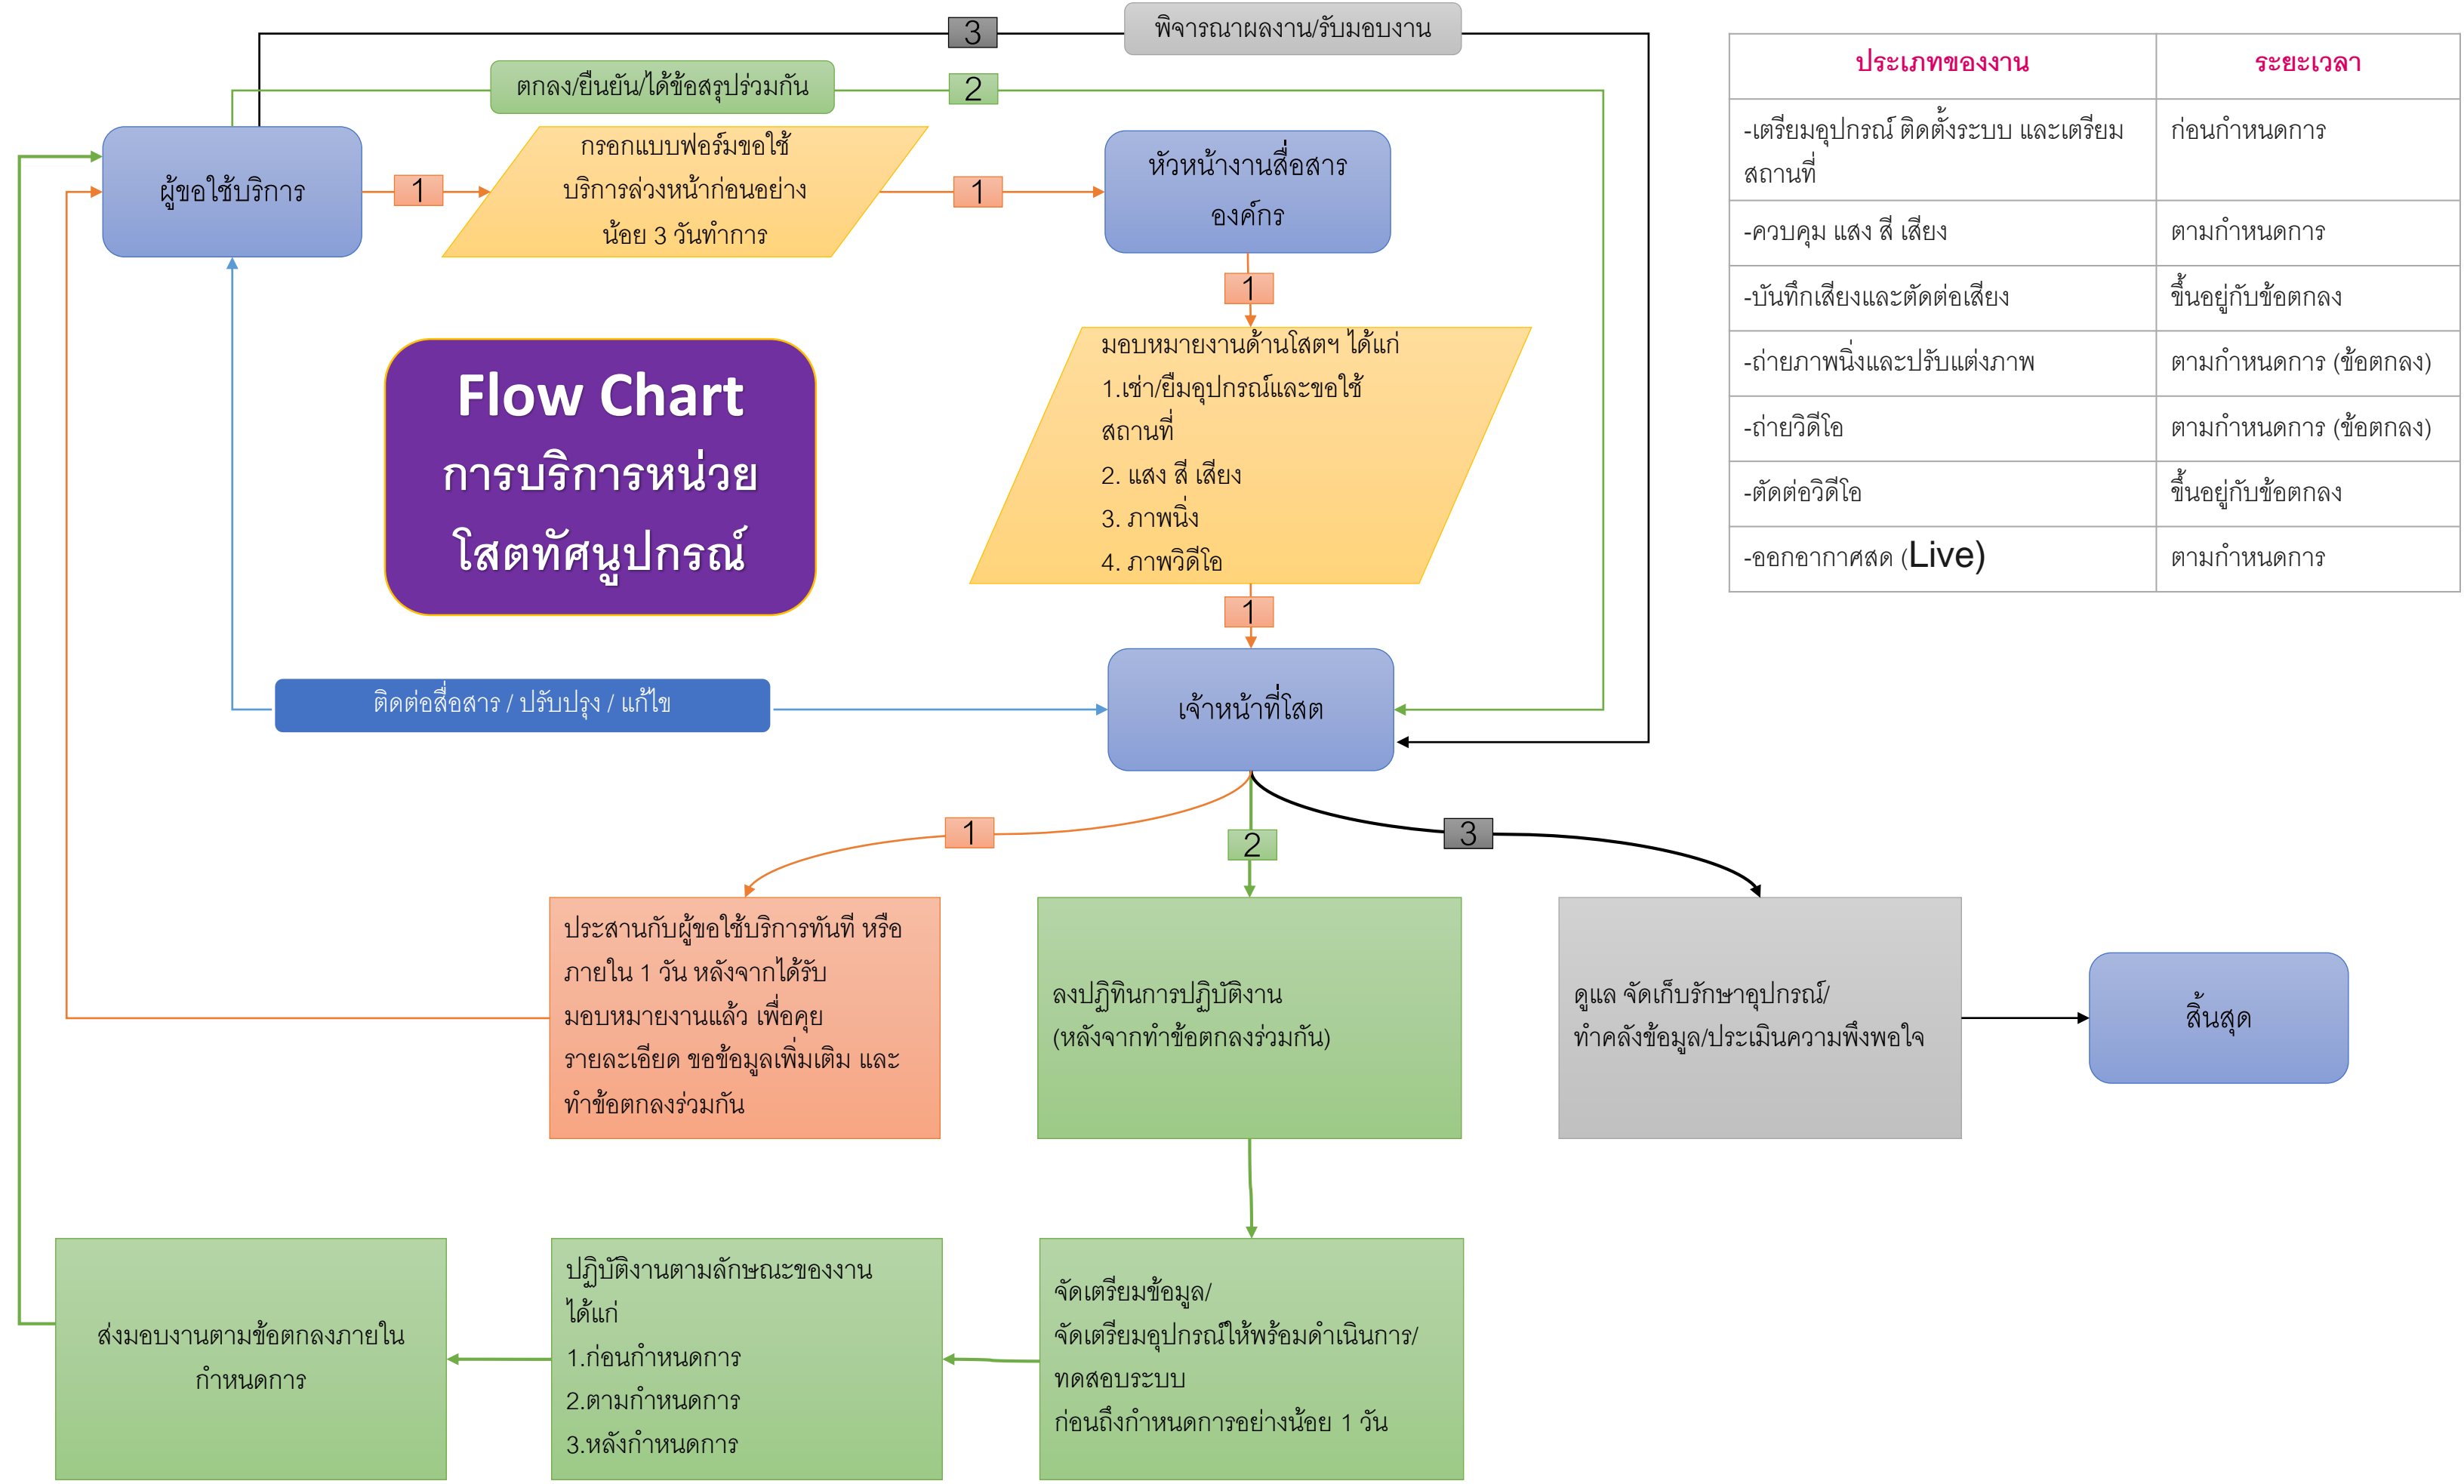 3
พิจารณาผลงาน/รับมอบงาน
ตกลง/ยืนยัน/ได้ข้อสรุปร่วมกัน
2
ผู้ขอใช้บริการ
1
กรอกแบบฟอร์มขอใช้
บริการล่วงหน้าก่อนอย่าง
น้อย 3 วันทำการ
1
หัวหน้างานสื่อสาร
องค์กร
1
มอบหมายงานด้านโสตฯ ได้แก่
1.เช่า/ยืมอุปกรณ์และขอใช้
สถานที่
2. แสง สี เสียง
3. ภาพนิ่ง
4. ภาพวิดีโอ
1
Flow Chart
การบริการหน่วย
โสตทัศนูปกรณ์
ติดต่อสื่อสาร / ปรับปรุง / แก้ไข
เจ้าหน้าที่โสต
ประเภทของงาน
ระยะเวลา
-เตรียมอุปกรณ์ ติดตั้งระบบ และเตรียม
สถานที่
ก่อนกำหนดการ
-ควบคุม แสง สี เสียง
ตามกำหนดการ
-บันทึกเสียงและตัดต่อเสียง
ขึ้นอยู่กับข้อตกลง
-ถ่ายภาพนิ่งและปรับแต่งภาพ
ตามกำหนดการ (ข้อตกลง)
-ถ่ายวิดีโอ
ตามกำหนดการ (ข้อตกลง)
-ตัดต่อวิดีโอ
ขึ้นอยู่กับข้อตกลง
-ออกอากาศสด (Live)
ตามกำหนดการ
1
2
3
ประสานกับผู้ขอใช้บริการทันที หรือ
ภายใน 1 วัน หลังจากได้รับ
มอบหมายงานแล้ว เพื่อคุย
รายละเอียด ขอข้อมูลเพิ่มเติม และ
ทำข้อตกลงร่วมกัน
ลงปฏิทินการปฏิบัติงาน
(หลังจากทำข้อตกลงร่วมกัน)
ดูแล จัดเก็บรักษาอุปกรณ์/
ทำคลังข้อมูล/ประเมินความพึงพอใจ
สิ้นสุด
ส่งมอบงานตามข้อตกลงภายใน
กำหนดการ
ปฏิบัติงานตามลักษณะของงาน
ได้แก่
1.ก่อนกำหนดการ
2.ตามกำหนดการ
3.หลังกำหนดการ
จัดเตรียมข้อมูล/
จัดเตรียมอุปกรณ์ให้พร้อมดำเนินการ/
ทดสอบระบบ
ก่อนถึงกำหนดการอย่างน้อย 1 วัน